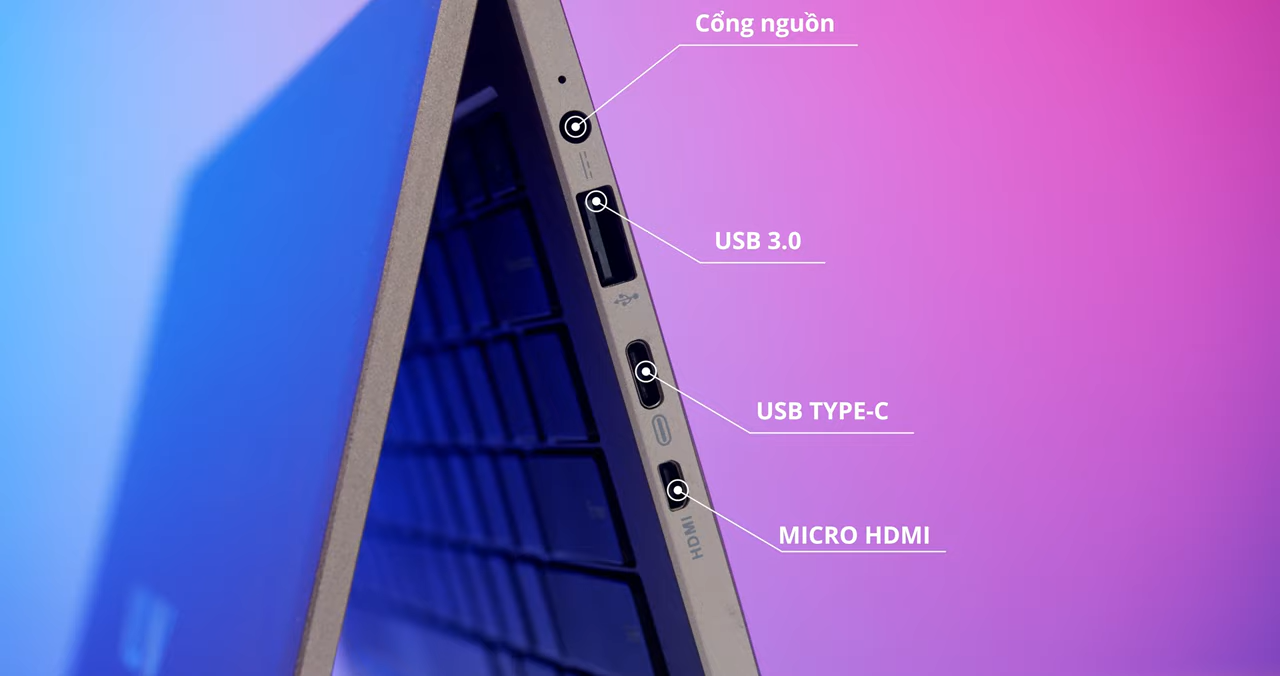 Cổng nguồn
USB 3.0
USB TYPE-C
MICRO HDMI
HDMI